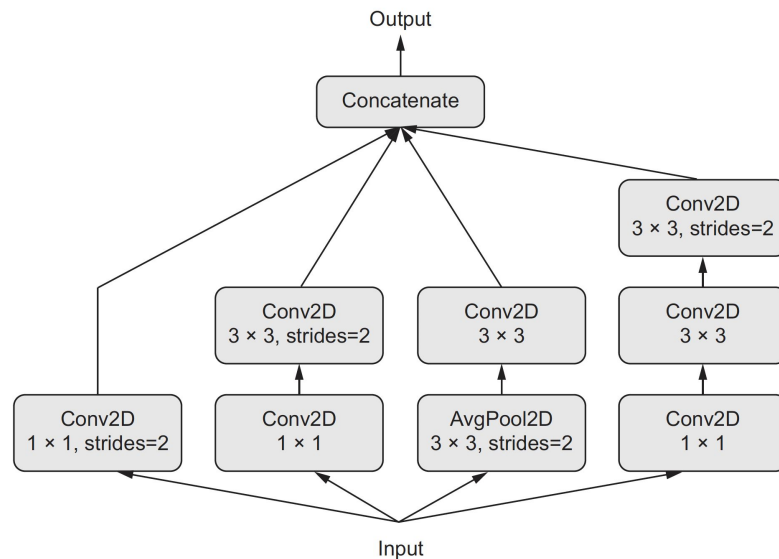 Output
Concatenate
Conv2D
3 × 3, strides=2
Conv2D
3 × 3, strides=2
Conv2D
3 × 3
Conv2D
3 × 3
Conv2D
1 × 1, strides=2
Conv2D
1 × 1
AvgPool2D
3 × 3, strides=2
Conv2D
1 × 1
Input